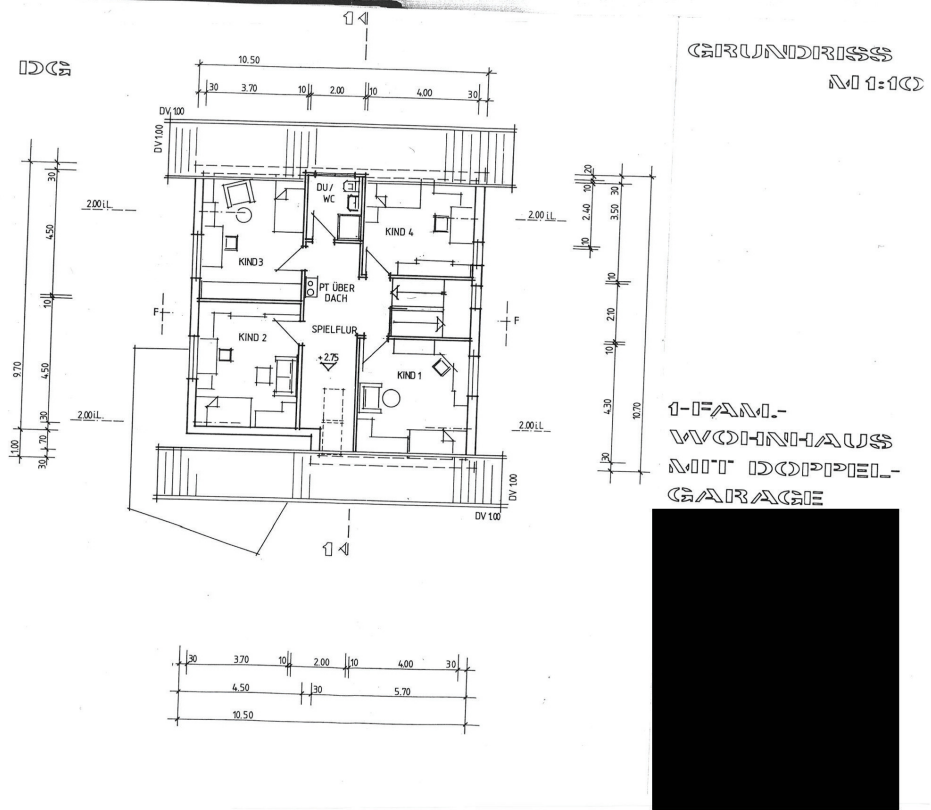 1
DG
GRUNDRISS
M 1:10
10.50
30 3.70 10 2.00 10 4.00 30
DV 1.00
DV 1.00
DU/
WC
KIND 4
KIND 3
2.00 i.L.
2.00 i.L.
PT ÜBER
DACH
F
F
SPIELFLUR
KIND 2
+2.75
KIND 1
30
4.50
10
4.50
30
70
30
9.70
1.00
20
10
2.40
10
30
3.50
10
2.10
10
4.30
30
10.70
2.00 i.L.
2.00 i.L.
1-FAM.-
WOHNHAUS
MIT DOPPEL-
GARAGE
DV 1.00
DV 1.00
1
30 3.70 10 2.00 10 4.00 30
4.50 30 5.70
10.50